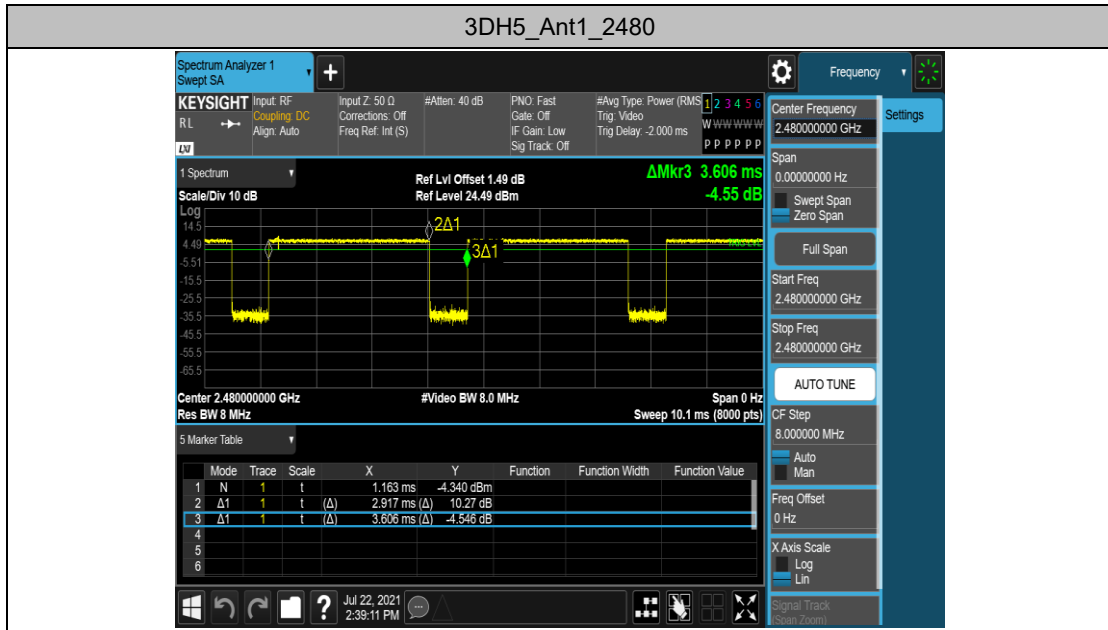 3DH5_Ant1_2480
Spectrum Analyzer 1
Swept SA
Frequency
KEYSIGHT
RL
LXI
Input: RF
Coupling: DC
Align: Auto
Input Z: 50 Ω
Corrections: Off
Freq Ref: Int (S)
#Atten: 40 dB
PNO: Fast
Gate: Off
IF Gain: Low
Sig Track: Off
#Avg Type: Power (RMS
Trig: Video
Trig Delay: -2.000 ms
1 2 3 4 5 6
W W W W W W
P P P P P P
1 Spectrum
Scale/Div 10 dB
Ref Lvl Offset 1.49 dB
Ref Level 24.49 dBm
ΔMkr3 3.606 ms
-4.55 dB
Log
14.5
4.49
-5.51
-15.5
-25.5
-35.5
-45.5
-55.5
-65.5
1
2Δ1
3Δ1
Center 2.480000000 GHz
Res BW 8 MHz
#Video BW 8.0 MHz
Span 0 Hz
Sweep 10.1 ms (8000 pts)
5 Marker Table
Mode Trace Scale X Y Function Function Width Function Value
1 N 1 t 1.163 ms -4.340 dBm
2 Δ1 1 t (Δ) 2.917 ms (Δ) 10.27 dB
3 Δ1 1 t (Δ) 3.606 ms (Δ) -4.546 dB
4
5
6
?
Jul 22, 2021
2:39:11 PM
Center Frequency
2.480000000 GHz
Settings
Span
0.00000000 Hz
Swept Span
Zero Span
Full Span
Start Freq
2.480000000 GHz
Stop Freq
2.480000000 GHz
AUTO TUNE
CF Step
8.000000 MHz
Auto
Man
Freq Offset
0 Hz
X Axis Scale
Log
Lin
Signal Track
(Span Zoom)